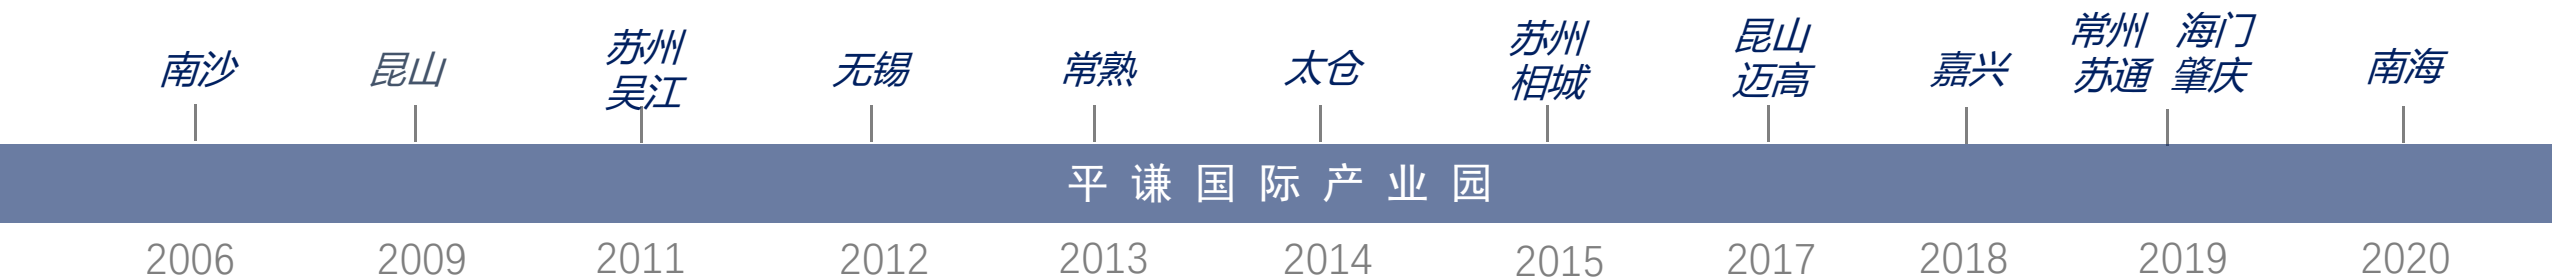 南沙
昆山
苏州
吴江
无锡
常熟
太仓
苏州
相城
昆山
迈高
嘉兴
常州 海门
苏通 肇庆
南海
平谦国际产业园
2006
2009
2011
2012
2013
2014
2015
2017
2018
2019
2020